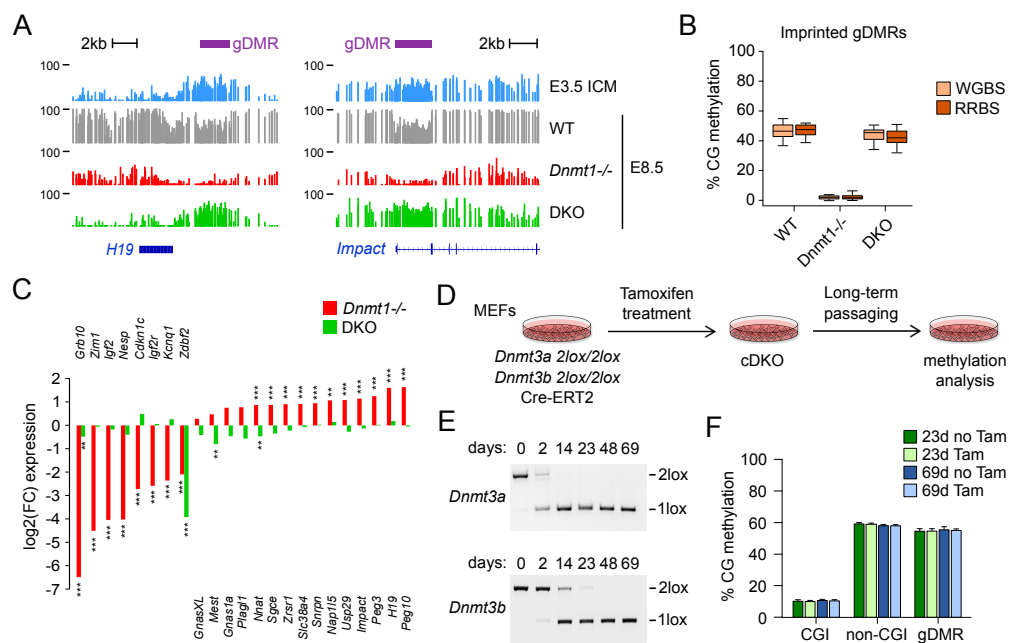 A
2kb
gDMR
gDMR
2kb
100
100
E3.5 ICM
100
100
WT
100
100
Dnmt1-/-
E8.5
100
100
DKO
H19
Impact
B
Imprinted gDMRs
% CG methylation
100
80
60
40
20
0
WGBS
RRBS
WT
Dnmt1-/-
DKO
C
Dnmt1-/-
DKO
Grb10
Zim1
Igf2
Nesp
Cdkn1c
Igf2r
Kcnq1
Zdbf2
log2(FC) expression
2
1
0
-1
-2
-3
-4
-5
-6
-7
***
***
***
***
***
***
***
***
**
***
**
**
***
***
***
***
***
**
***
***
***
***
***
GnasXL
Mest
Gnas1a
Plagl1
Nnat
Sgce
Zrsr1
Slc38a4
Snrpn
Nap1l5
Usp29
Impact
Peg3
H19
Peg10
D
MEFs
Tamoxifen
treatment
Long-term
passaging
Dnmt3a 2lox/2lox
Dnmt3b 2lox/2lox
Cre-ERT2
cDKO
methylation
analysis
E
days: 0 2 14 23 48 69
Dnmt3a
-2lox
-1lox
days: 0 2 14 23 48 69
Dnmt3b
-2lox
-1lox
F
23d no Tam
23d Tam
69d no Tam
69d Tam
% CG methylation
100
80
60
40
20
0
CGI
non-CGI
gDMR